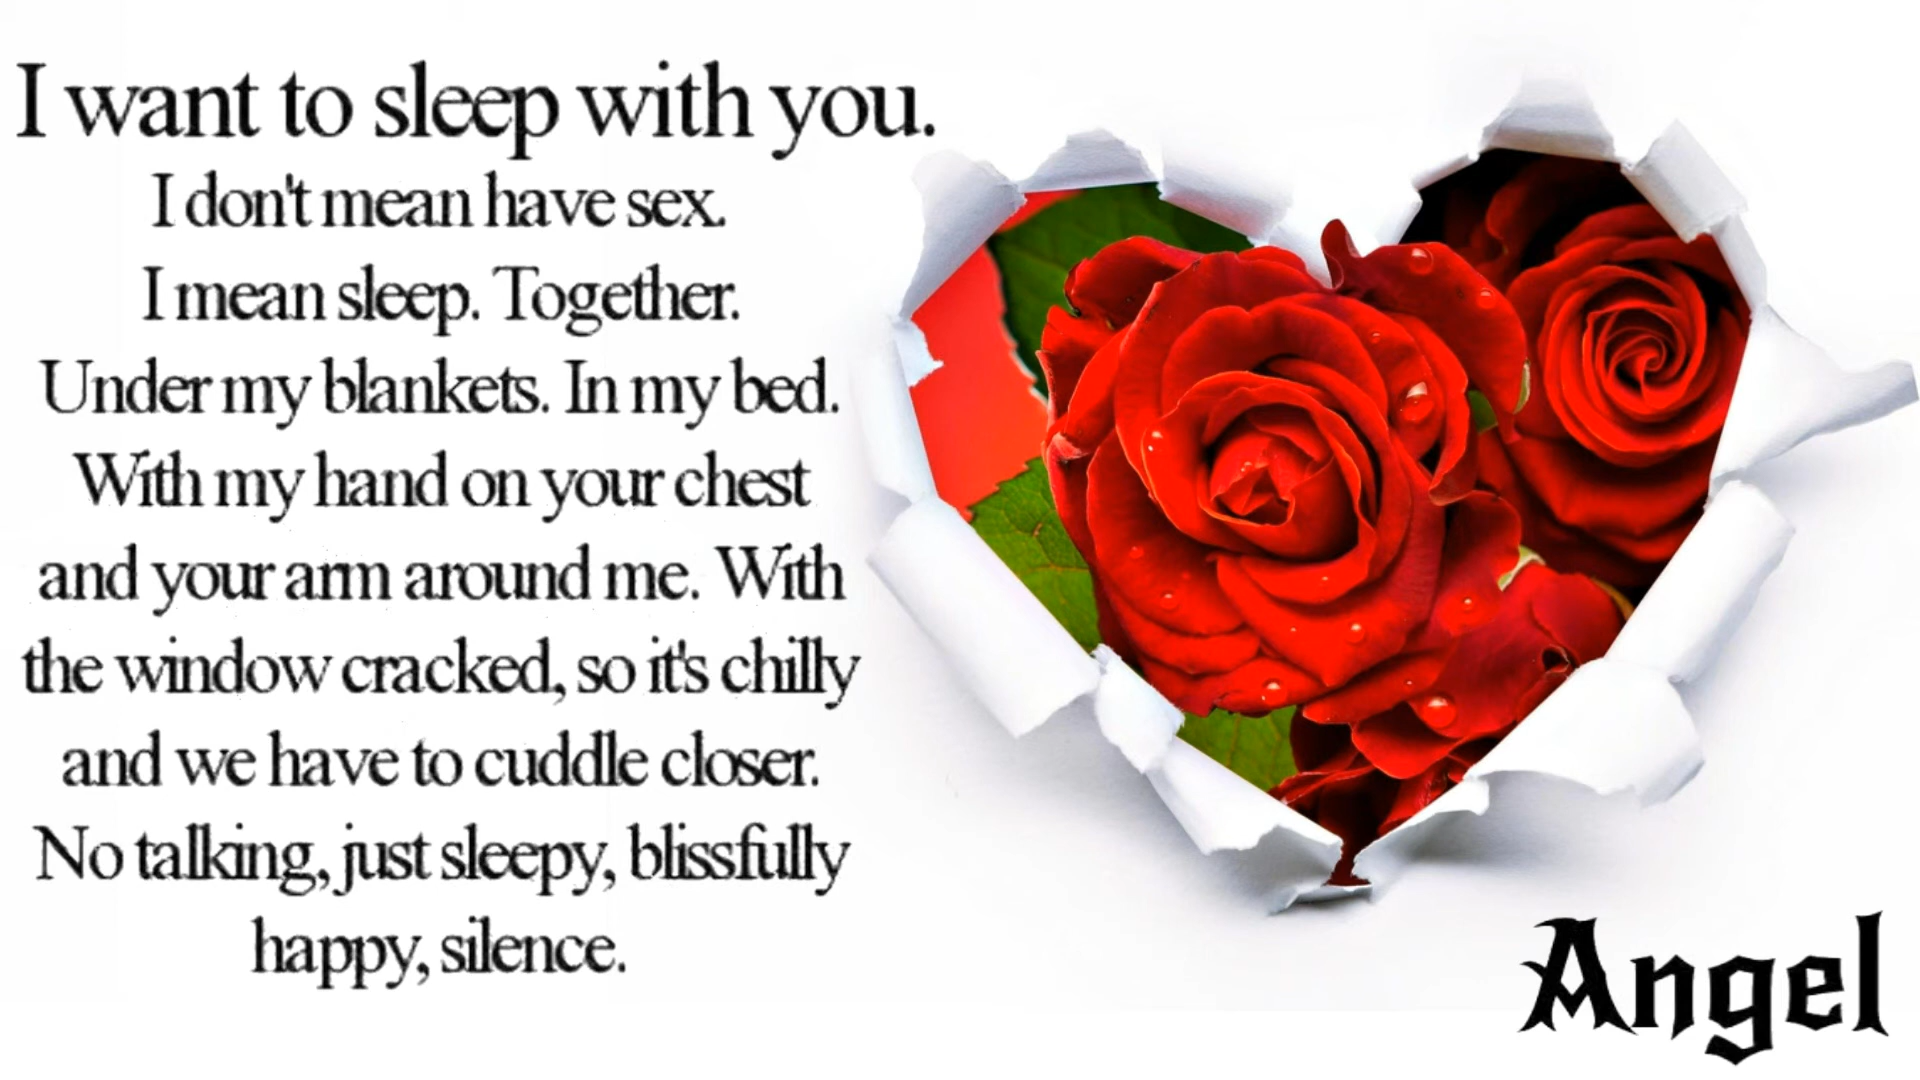 I want to sleep with you.
I don't mean have sex.
I mean sleep. Together.
Under my blankets. In my bed.
With my hand on your chest
and your arm around me. With
the window cracked, so it's chilly
and we have to cuddle closer.
No talking, just sleepy, blissfully
happy, silence.
Angel